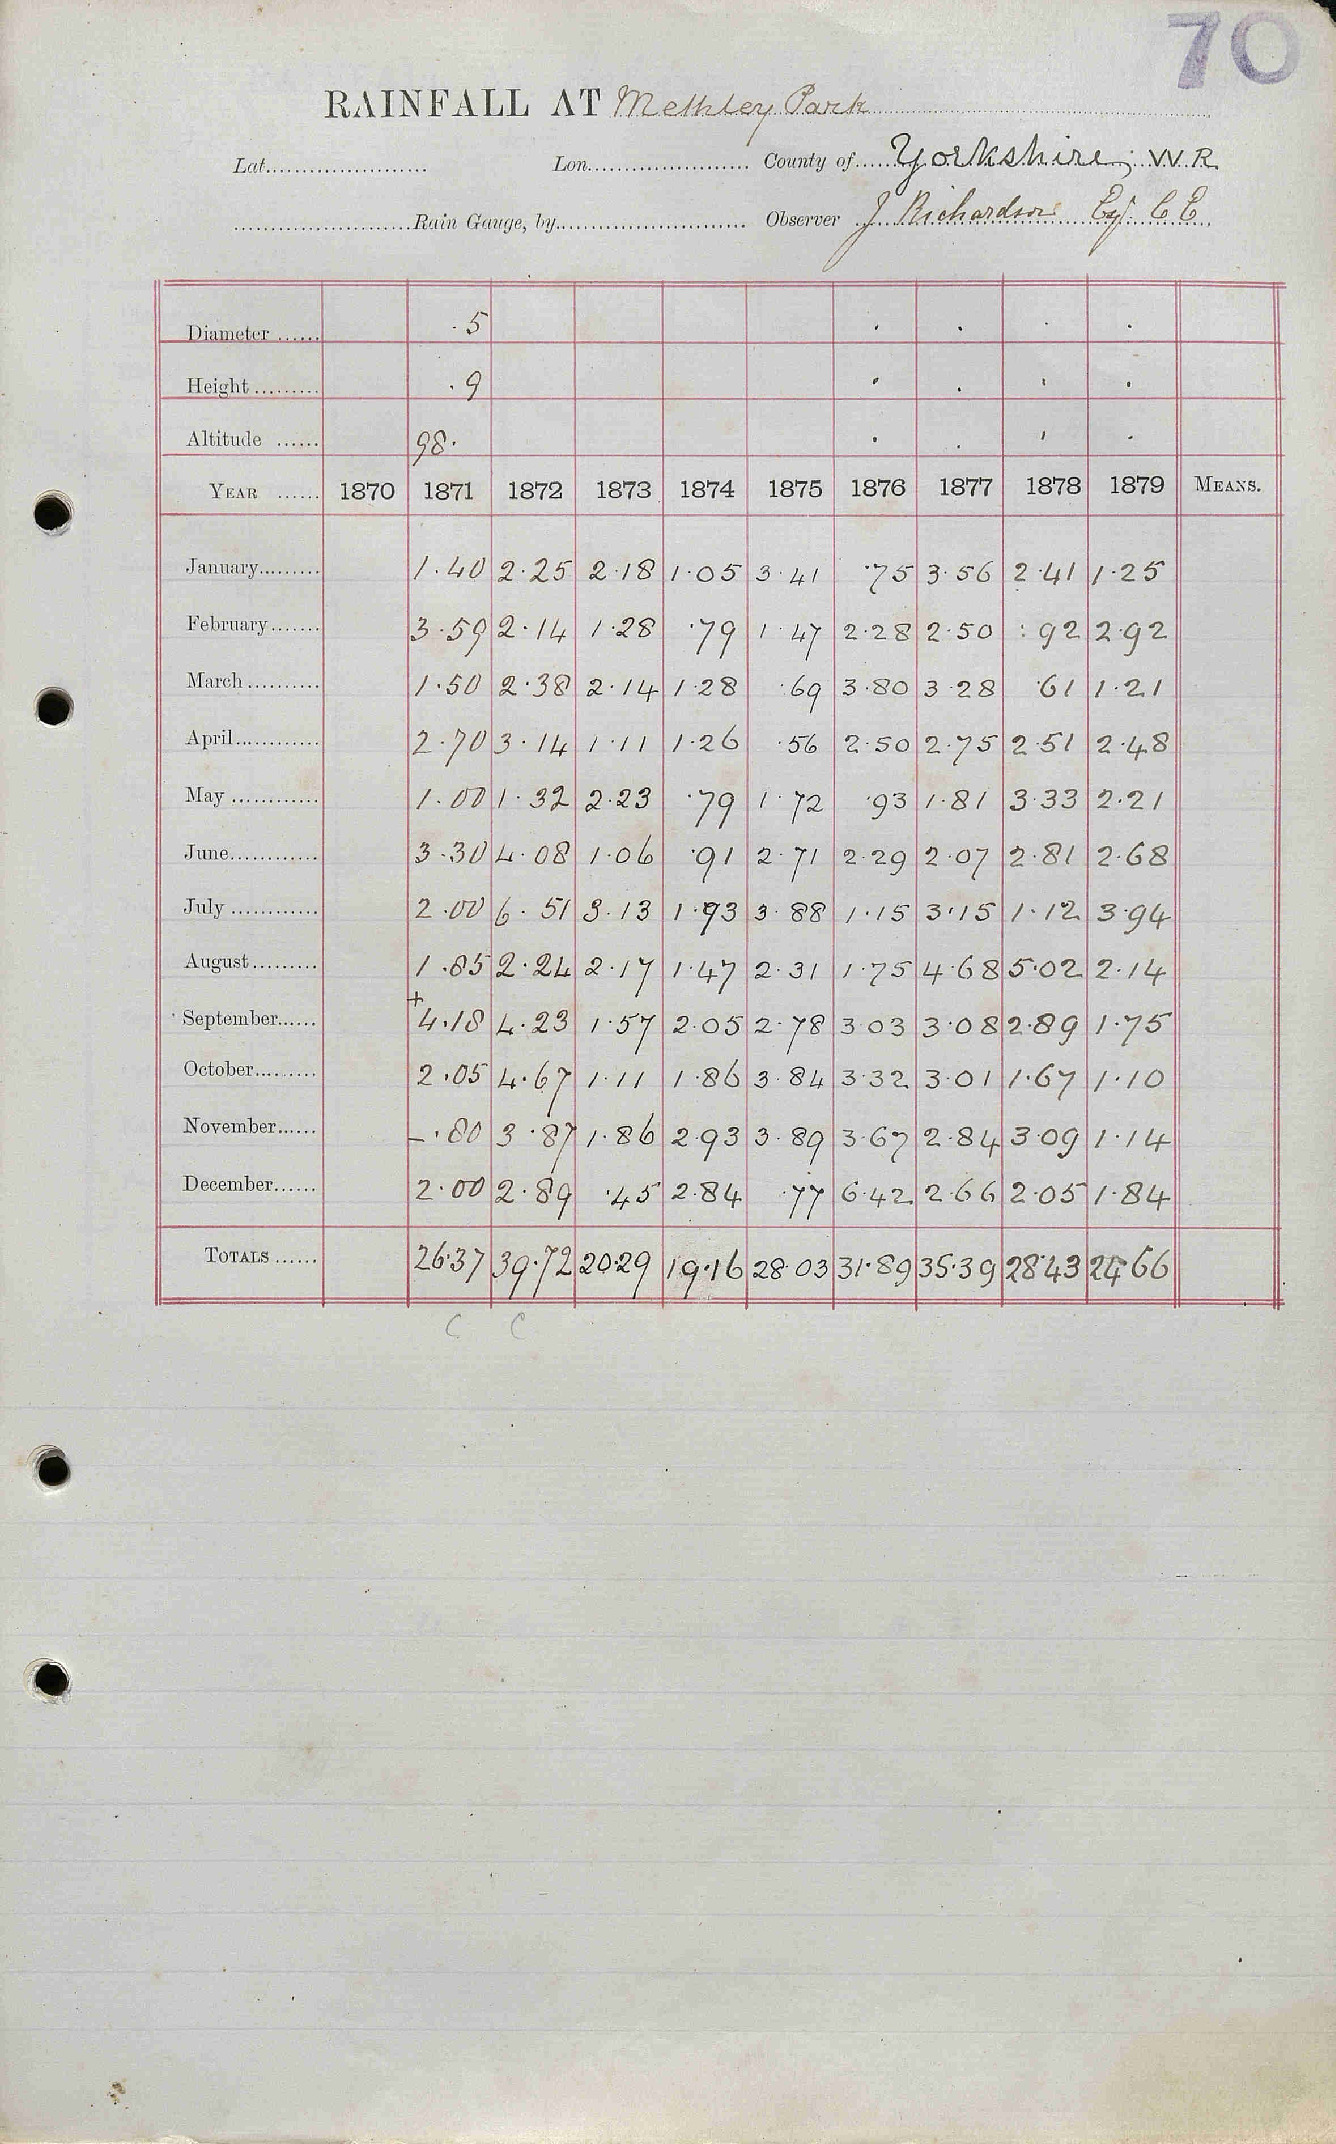 70
RAINFALL AT Methley Park
Lat. Lon. County of Yorkshire, W R
Rain Gauge, by Observer J Richardson Esq C E
Diameter ...... ·5 · · · ·
Height ......... ·9 · · · ·
Altitude ...... 98· · · · ·
YEAR ...... 1870 1871 1872 1873 1874 1875 1876 1877 1878 1879 MEANS.
January......... 1·40 2·25 2·18 1·05 3·41 ·75 3·56 2·41 1·25
February....... 3·59 2·14 1·28 ·79 1·47 2·28 2·50 ·92 2·92
March .......... 1·50 2·38 2·14 1·28 ·69 3·80 3·28 ·61 1·21
April............ 2·70 3·14 1·11 1·26 ·56 2·50 2·75 2·51 2·48
May ............ 1·00 1·32 2·23 ·79 1·72 ·93 1·81 3·33 2·21
June............ 3·30 4·08 1·06 ·91 2·71 2·29 2·07 2·81 2·68
July ............ 2·00 6·51 3·13 1·93 3·88 1·15 3·15 1·12 3·94
August......... 1·85 2·24 2·17 1·47 2·31 1·75 4·68 5·02 2·14
September...... +4·18 4·23 1·57 2·05 2·78 3·03 3·08 2·89 1·75
October......... 2·05 4·67 1·11 1·86 3·84 3·32 3·01 1·67 1·10
November...... –·80 3·87 1·86 2·93 3·89 3·67 2·84 3·09 1·14
December...... 2·00 2·89 ·45 2·84 ·77 6·42 2·66 2·05 1·84
TOTALS ...... 26·37 39·72 20·29 19·16 28·03 31·89 35·39 28·43 24·66
C C